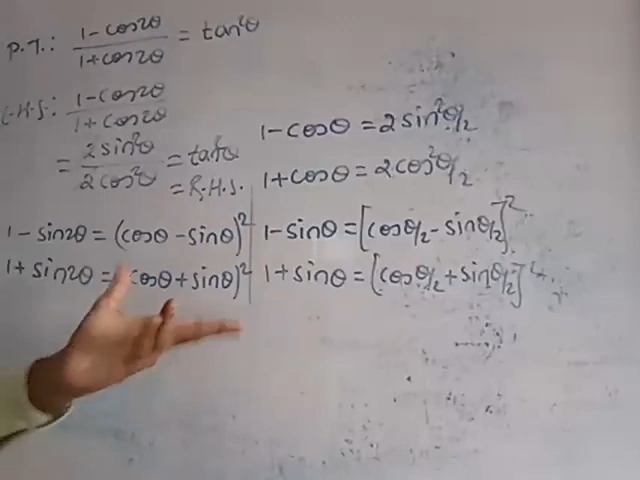 P.T.: 1-cos2θ / 1+cos2θ = tan²θ
L.H.S: 1-cos2θ / 1+cos2θ
= 2sin²θ / 2cos²θ = tan²θ
= R.H.S.
1-cosθ = 2sin²θ/2
1+cosθ = 2cos²θ/2
1-sin2θ = (cosθ-sinθ)²
1+sin2θ = cosθ+sinθ)²
1-sinθ = [cosθ/2-sinθ/2]²
1+sinθ = [cosθ/2+sinθ/2]²